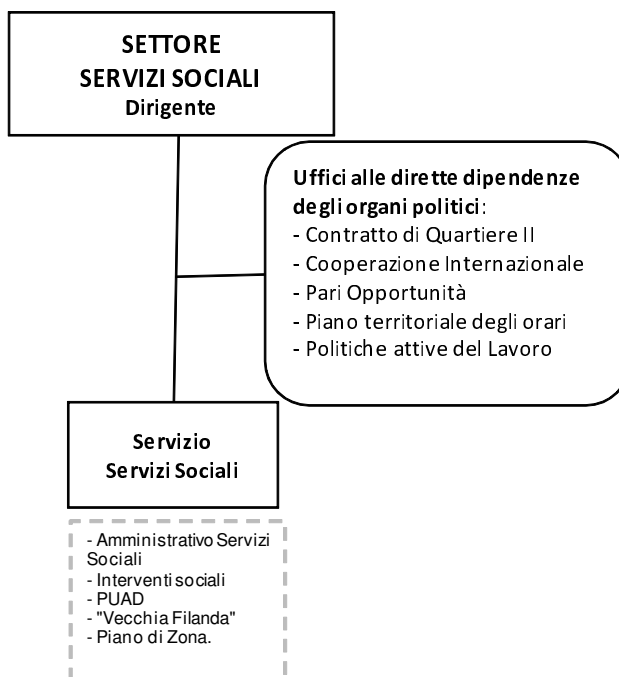 SETTORE
SERVIZI SOCIALI
Dirigente
Uffici alle dirette dipendenze
degli organi politici:
- Contratto di Quartiere II
- Cooperazione Internazionale
- Pari Opportunità
- Piano territoriale degli orari
- Politiche attive del Lavoro
Servizio
Servizi Sociali
- Amministrativo Servizi
Sociali
- Interventi sociali
- PUAD
- "Vecchia Filanda"
- Piano di Zona.